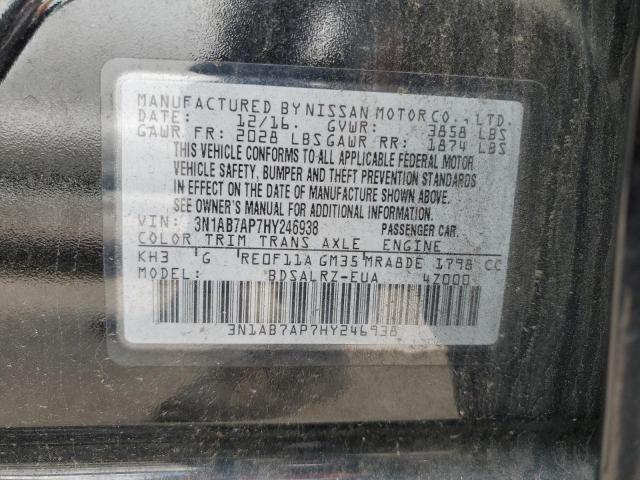 MANUFACTURED BY NISSAN MOTOR CO., LTD.
DATE: 12/16. GVWR: 3858 LBS
GAWR FR: 2028 LBS GAWR RR: 1874 LBS
THIS VEHICLE CONFORMS TO ALL APPLICABLE FEDERAL MOTOR
VEHICLE SAFETY, BUMPER AND THEFT PREVENTION STANDARDS
IN EFFECT ON THE DATE OF MANUFACTURE SHOWN ABOVE.
SEE OWNER'S MANUAL FOR ADDITIONAL INFORMATION.
VIN: 3N1AB7AP7HY246938 PASSENGER CAR.
COLOR TRIM TRANS AXLE ENGINE
KH3 G RE0F11A GM35 MRA8DE 1798 CC
MODEL: BDSALRZ-EUA 4Z000
3N1AB7AP7HY246938